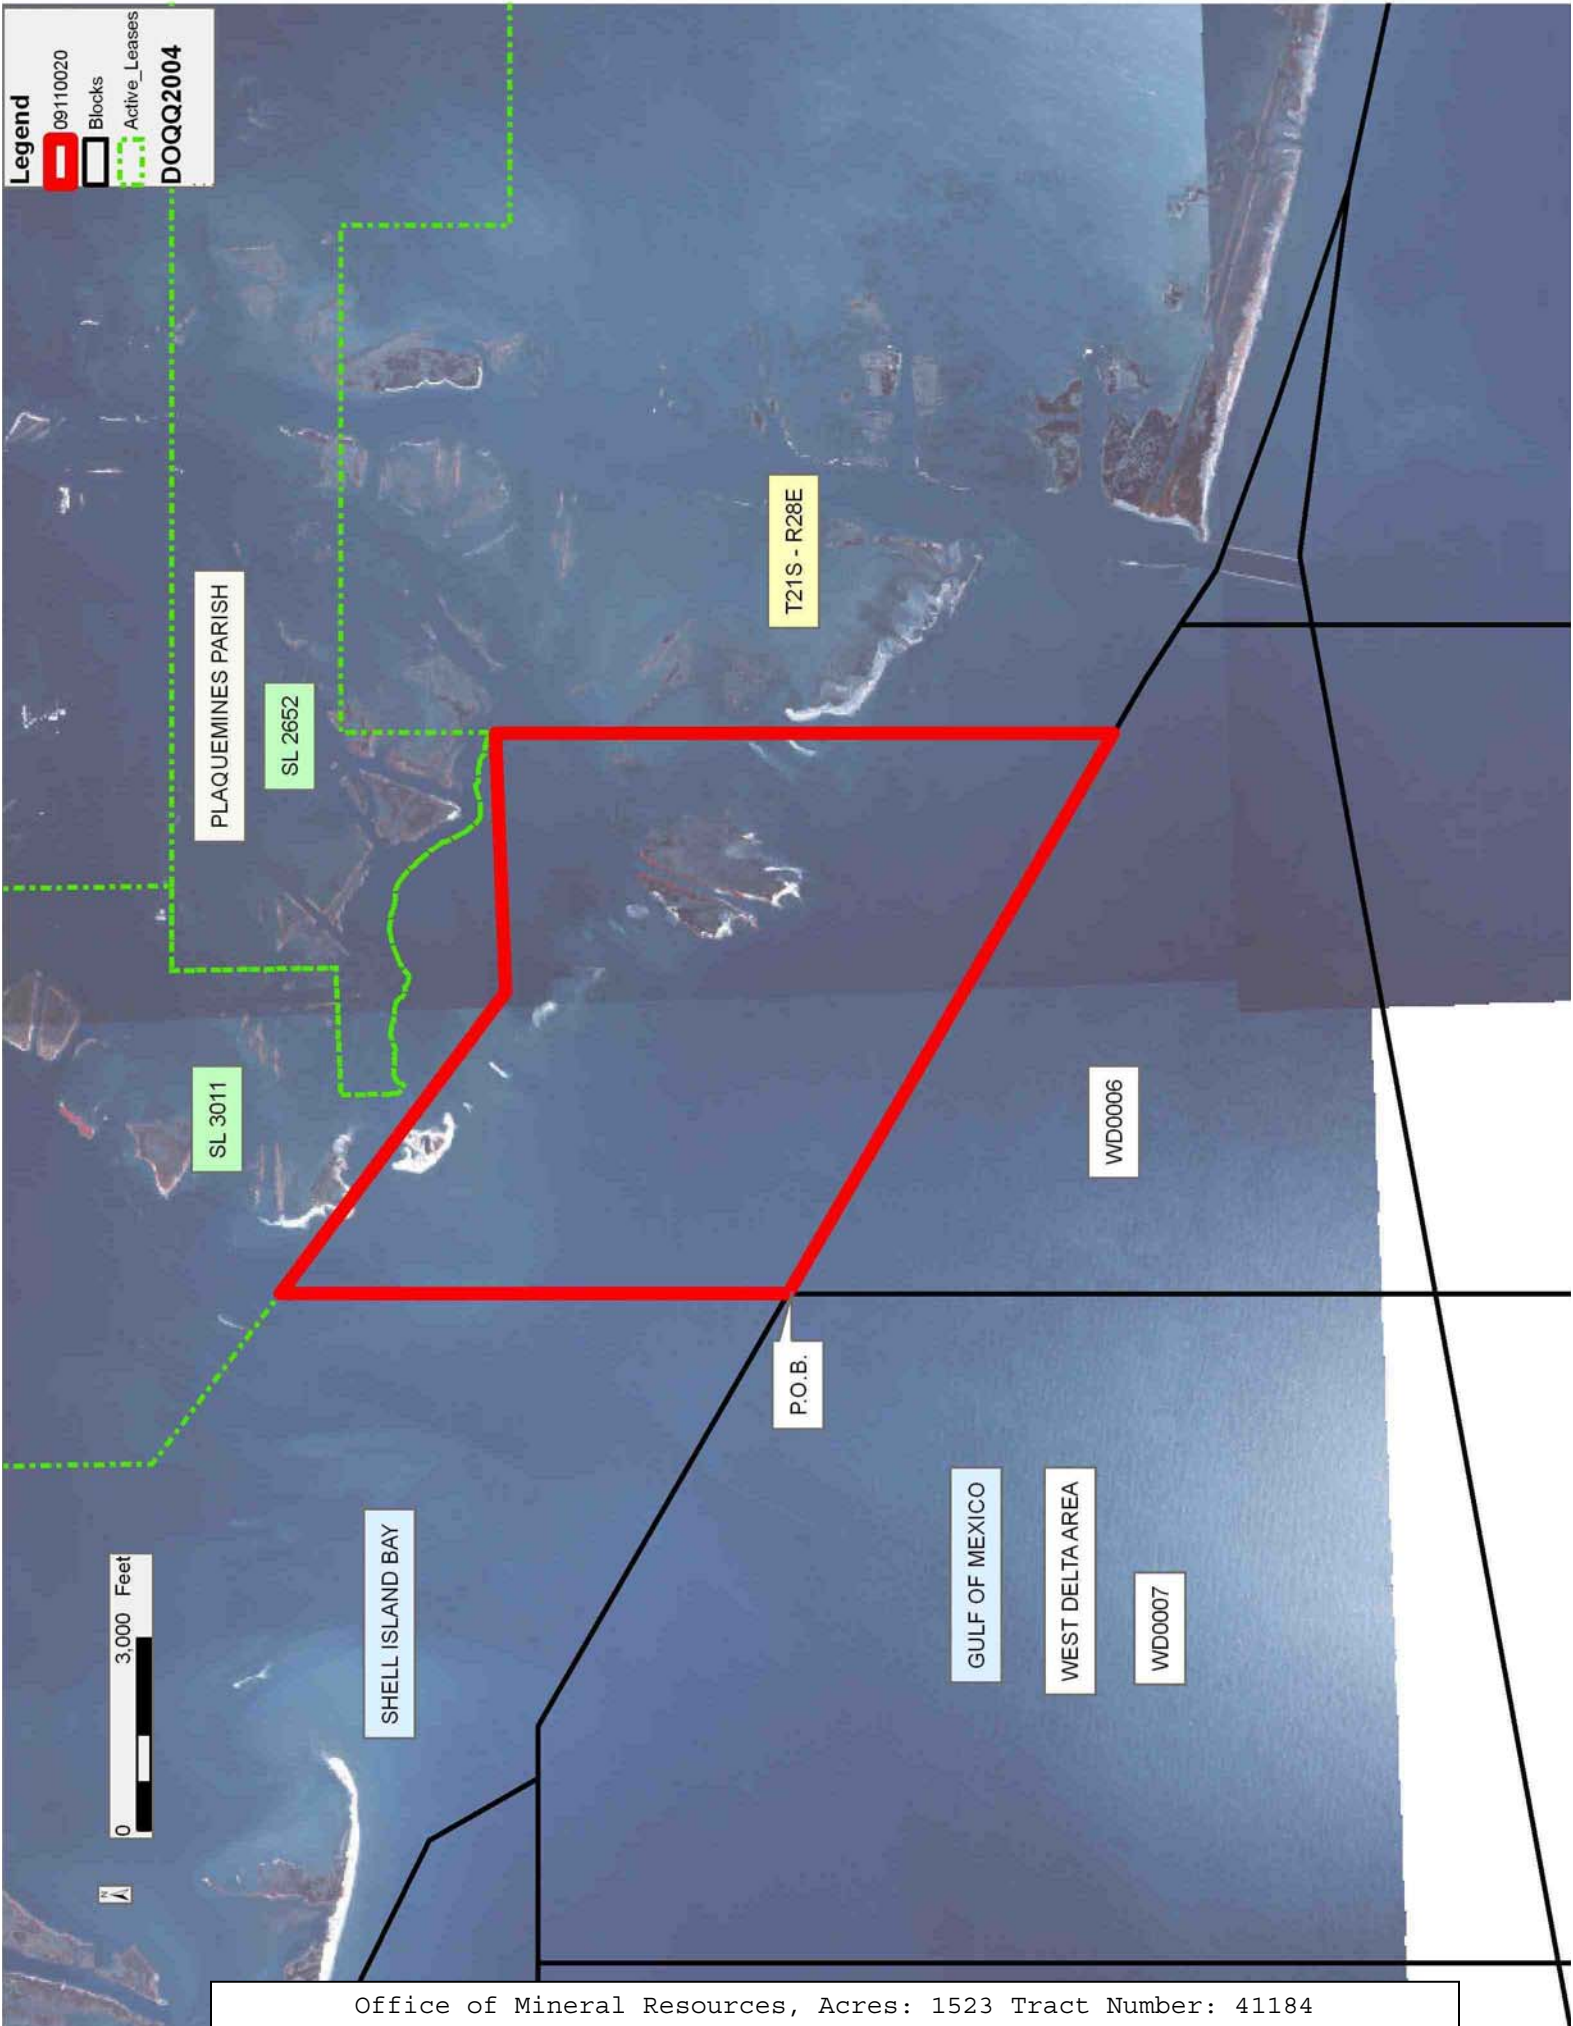 Legend
09110020
Blocks
Active_Leases
DOQQ2004
0 3,000 Feet
N
PLAQUEMINES PARISH
SL 3011
SL 2652
SHELL ISLAND BAY
T21S - R28E
P.O.B.
GULF OF MEXICO
WEST DELTA AREA
WD0007
WD0006
Office of Mineral Resources, Acres: 1523 Tract Number: 41184